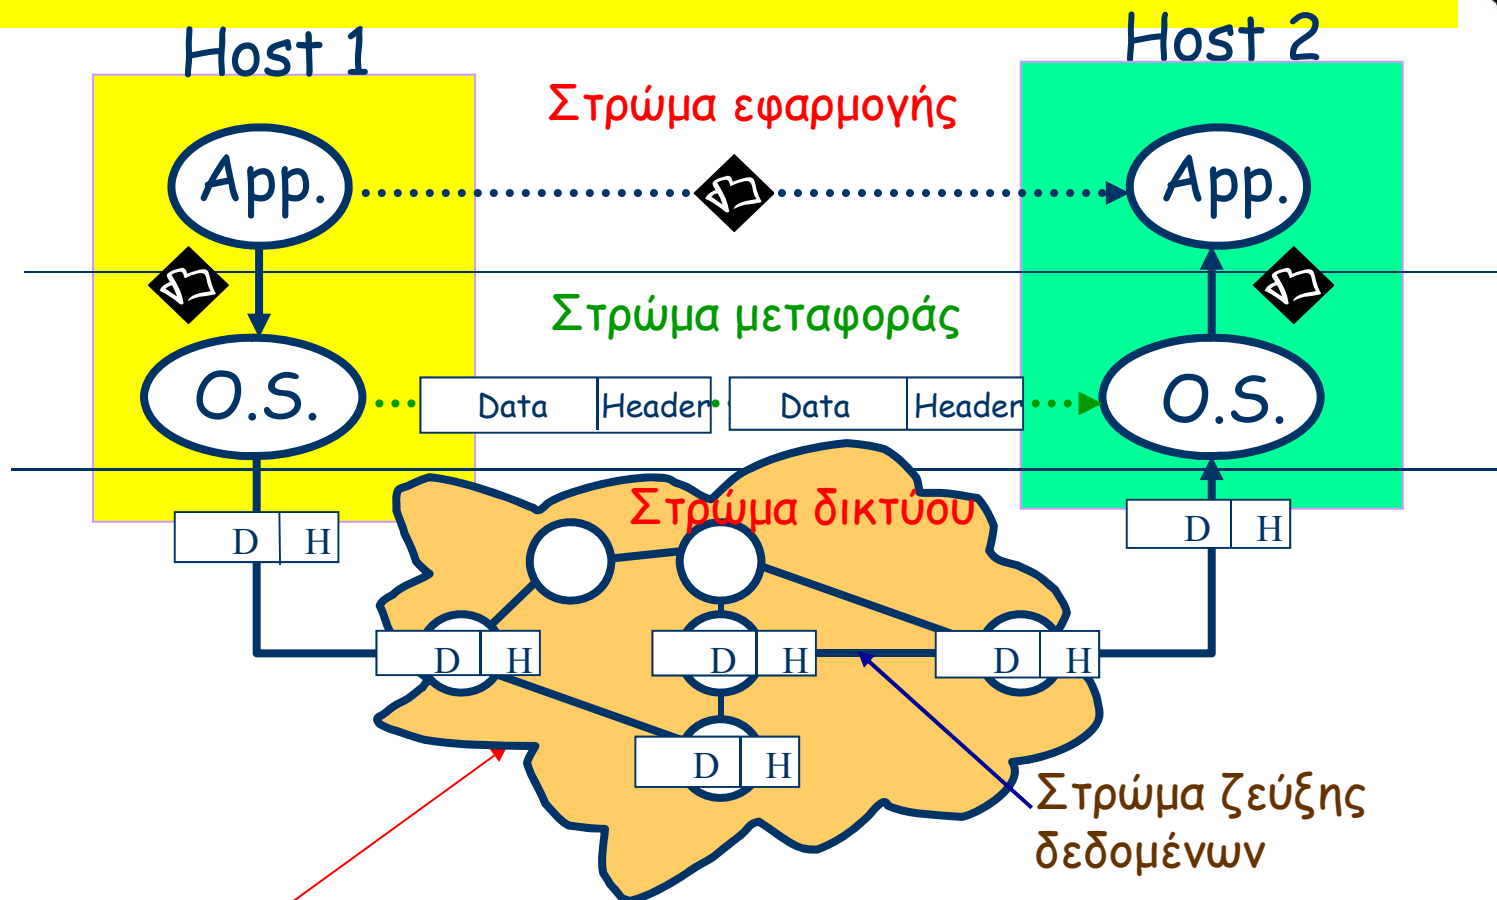 Host 1
Host 2
Στρώμα εφαρμογής
App.
App.
Στρώμα μεταφοράς
O.S.
Data Header
Data Header
O.S.
Στρώμα δικτύου
D H
D H
D H
D H
D H
D H
Στρώμα ζεύξης
δεδομένων